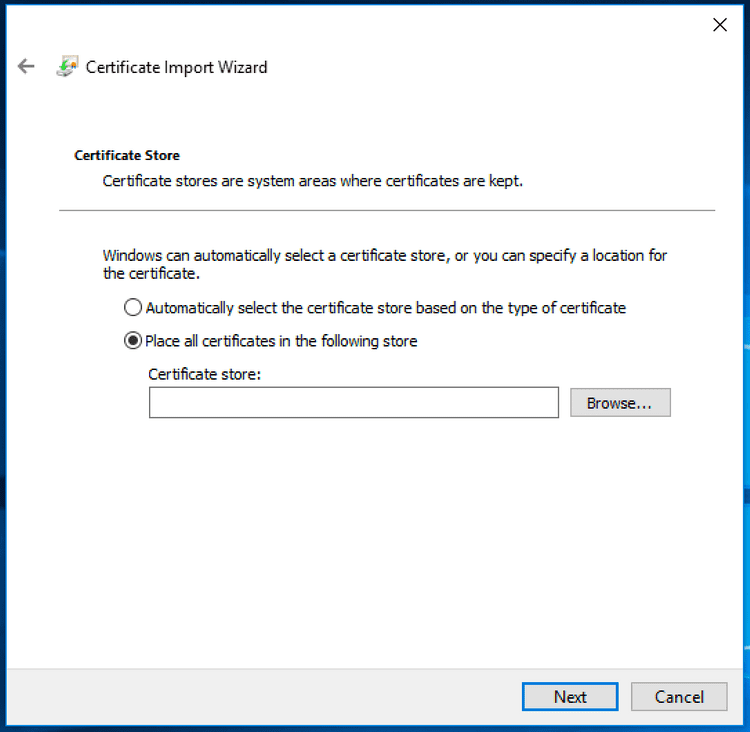 Certificate Import Wizard
Certificate Store
Certificate stores are system areas where certificates are kept.
Windows can automatically select a certificate store, or you can specify a location for
the certificate.
Automatically select the certificate store based on the type of certificate
Place all certificates in the following store
Certificate store:
Browse...
Next
Cancel